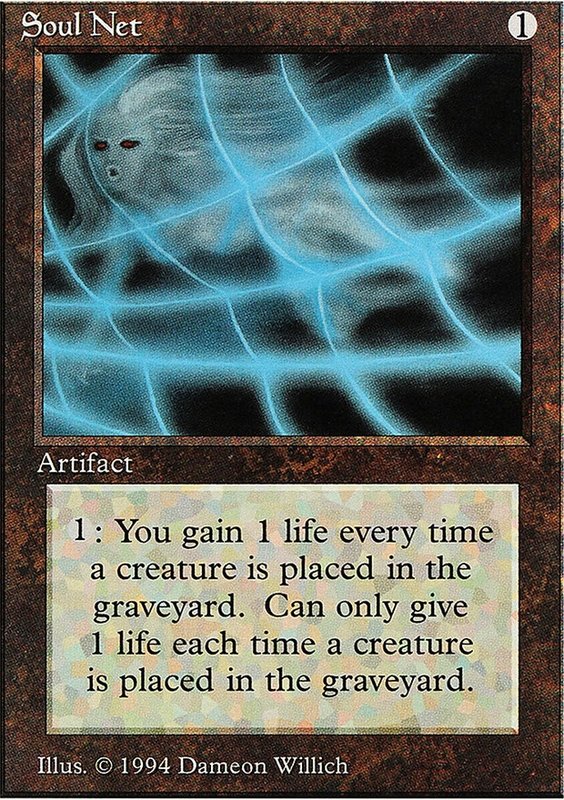 Soul Net 1
Artifact
1: You gain 1 life every time
a creature is placed in the
graveyard. Can only give
1 life each time a creature
is placed in the graveyard.
Illus. © 1994 Dameon Willich